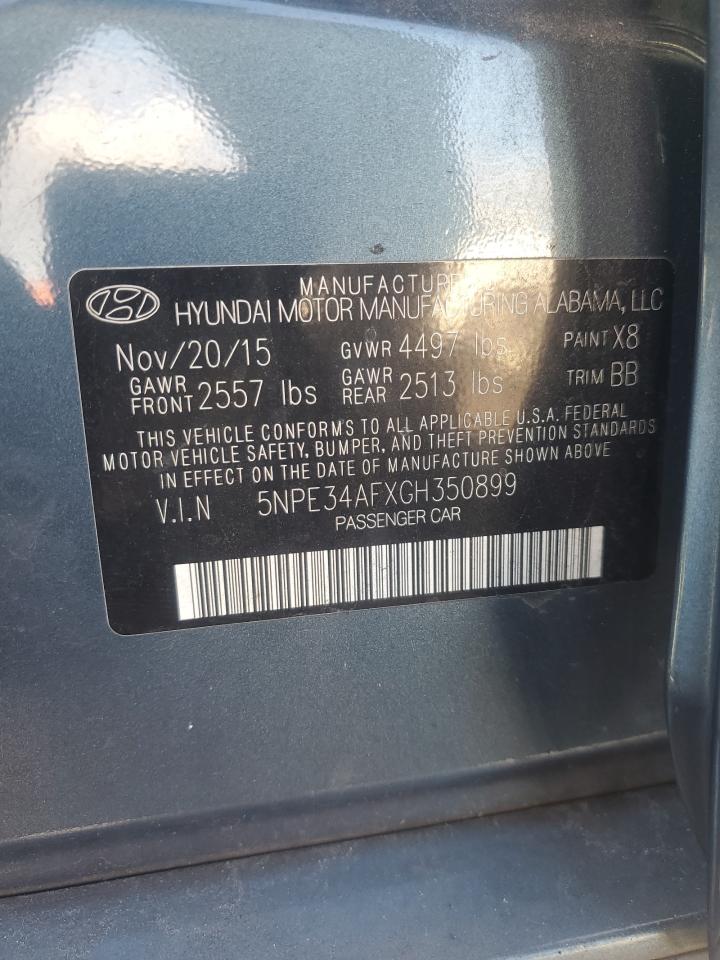 MANUFACTURE
HYUNDAI MOTOR MANUFACTURING ALABAMA, LLC
Nov/20/15 GVWR 4497 lbs PAINT X8
GAWR FRONT 2557 lbs GAWR REAR 2513 lbs TRIM BB
THIS VEHICLE CONFORMS TO ALL APPLICABLE U.S.A. FEDERAL
MOTOR VEHICLE SAFETY, BUMPER, AND THEFT PREVENTION STANDARDS
IN EFFECT ON THE DATE OF MANUFACTURE SHOWN ABOVE
V.I.N 5NPE34AFXGH350899
PASSENGER CAR